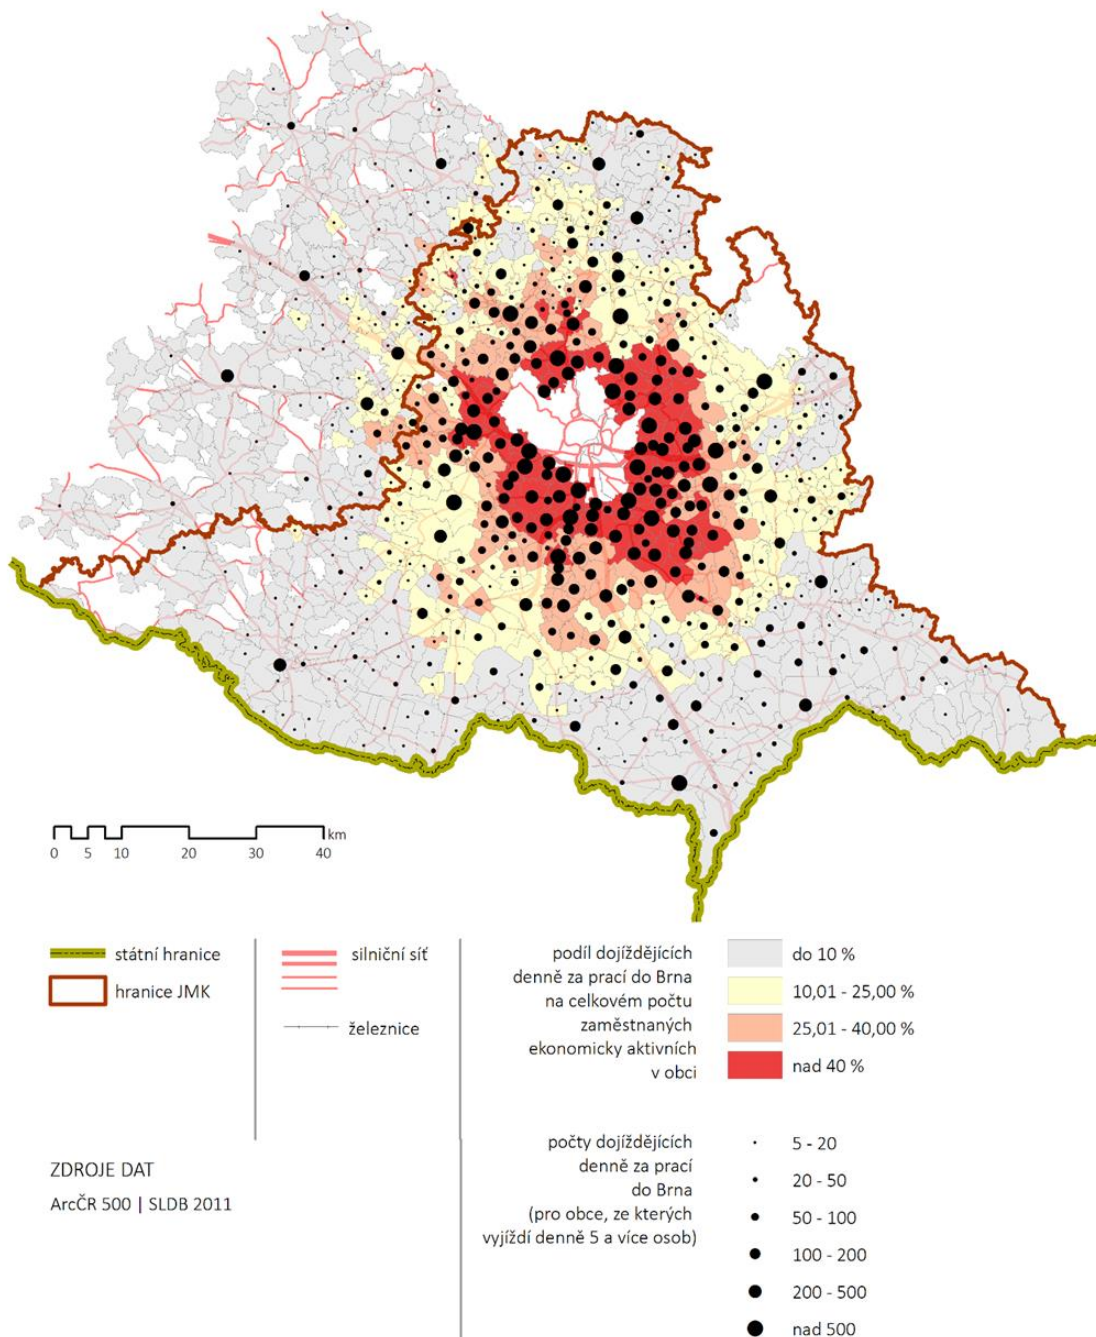 km
0 5 10 20 30 40
státní hranice
hranice JMK
silniční síť
železnice
podíl dojíždějících
denně za prací do Brna
na celkovém počtu
zaměstnaných
ekonomicky aktivních
v obci
do 10 %
10,01 - 25,00 %
25,01 - 40,00 %
nad 40 %
ZDROJE DAT
ArcČR 500 | SLDB 2011
počty dojíždějících
denně za prací
do Brna
(pro obce, ze kterých
vyjíždí denně 5 a více osob)
5 - 20
20 - 50
50 - 100
100 - 200
200 - 500
nad 500